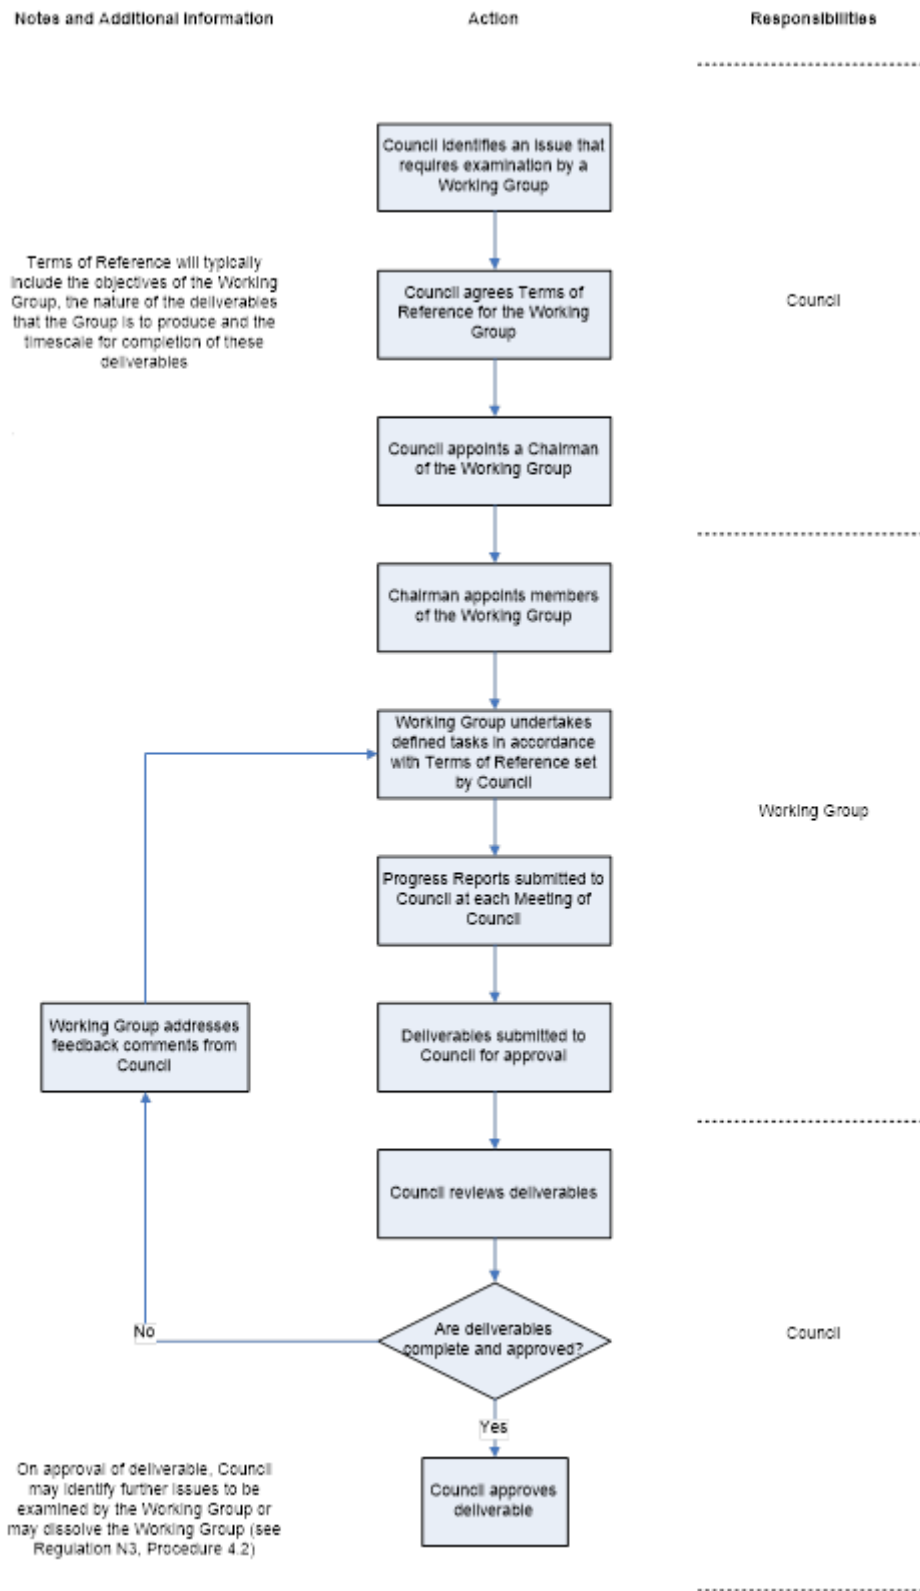 Notes and Additional Information
Action
Responsibilities
Council identifies an issue that
requires examination by a
Working Group
Terms of Reference will typically
include the objectives of the Working
Group, the nature of the deliverables
that the Group is to produce and the
timescale for completion of these
deliverables
Council agrees Terms of
Reference for the Working
Group
Council
Council appoints a Chairman
of the Working Group
Chairman appoints members
of the Working Group
Working Group undertakes
defined tasks in accordance
with Terms of Reference set
by Council
Working Group
Progress Reports submitted to
Council at each Meeting of
Council
Working Group addresses
feedback comments from
Council
Deliverables submitted to
Council for approval
Council reviews deliverables
Are deliverables
complete and approved?
No
Council
Yes
On approval of deliverable, Council
may identify further issues to be
examined by the Working Group or
may dissolve the Working Group (see
Regulation N3, Procedure 4.2)
Council approves
deliverable